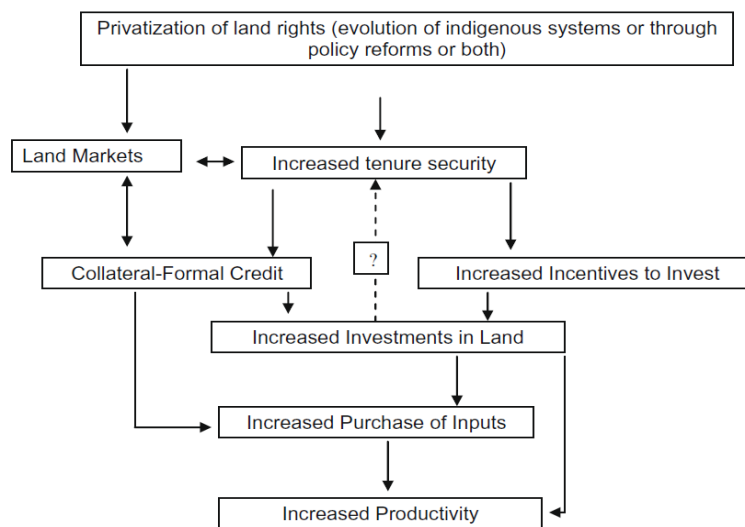 Privatization of land rights (evolution of indigenous systems or through
policy reforms or both)
Land Markets
Increased tenure security
?
Collateral-Formal Credit
Increased Incentives to Invest
Increased Investments in Land
Increased Purchase of Inputs
Increased Productivity